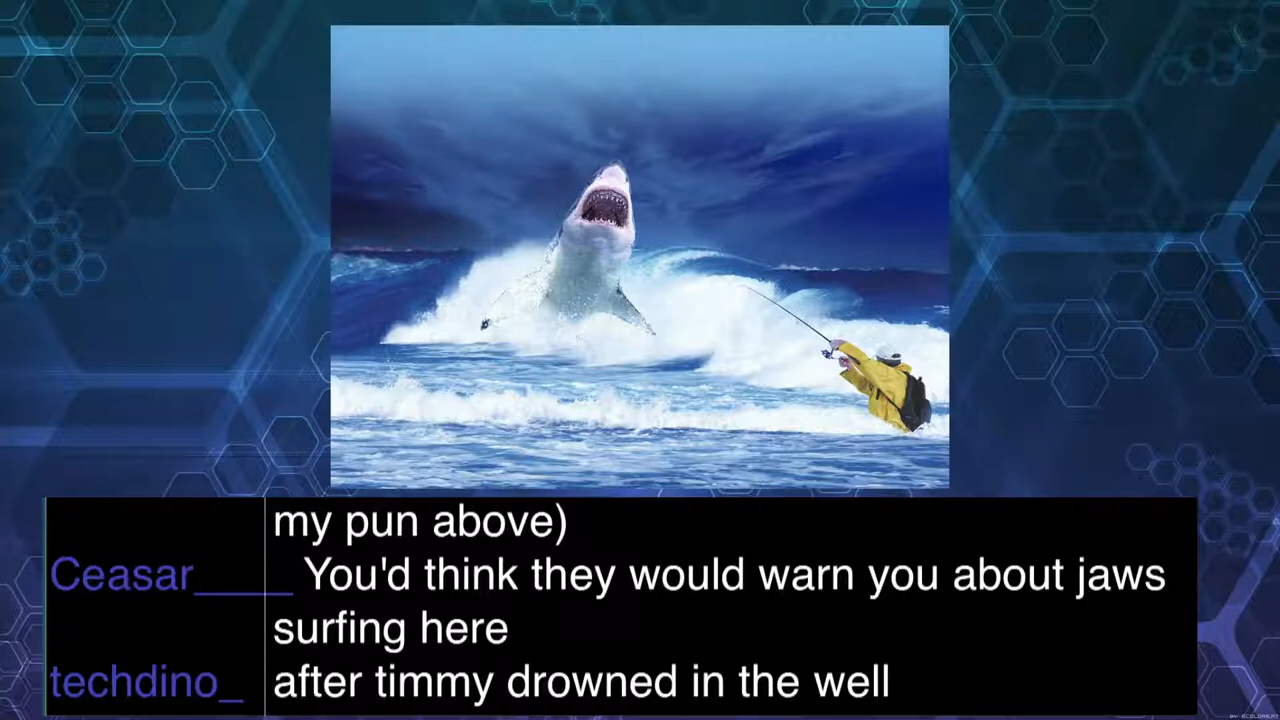 my pun above)
Ceasar_____ You'd think they would warn you about jaws
surfing here
techdino_ after timmy drowned in the well